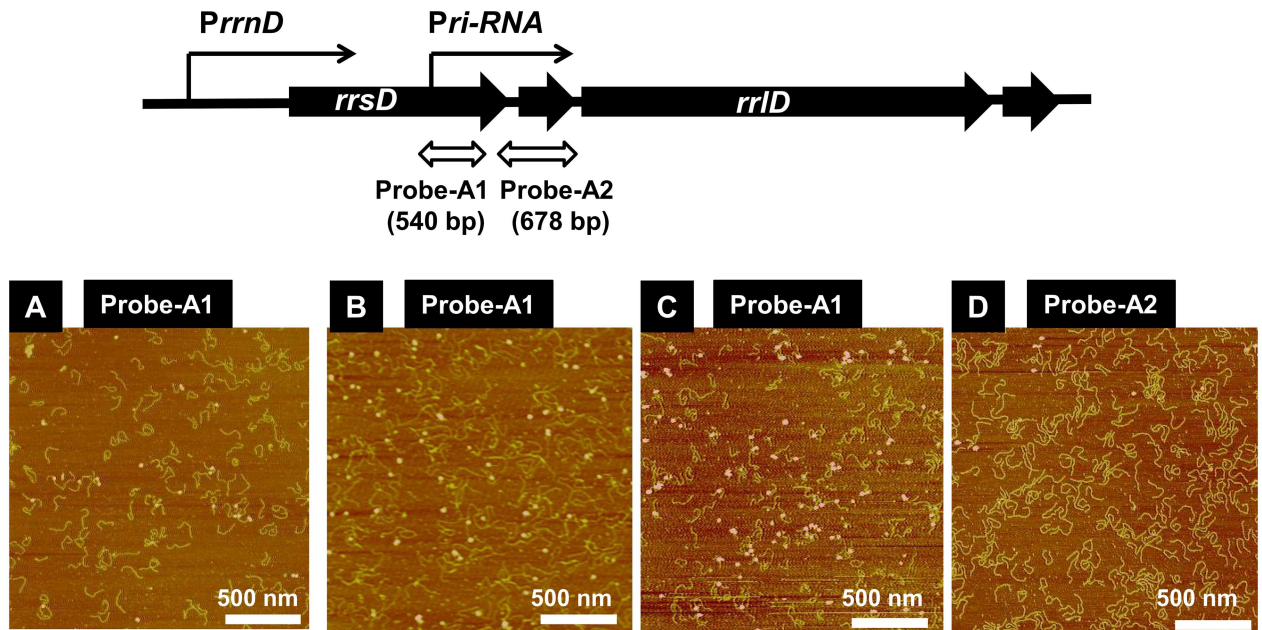 PrrnD
Pri-RNA
rrsD
rrlD
Probe-A1
(540 bp)
Probe-A2
(678 bp)
A
Probe-A1
B
Probe-A1
C
Probe-A1
D
Probe-A2
500 nm
500 nm
500 nm
500 nm